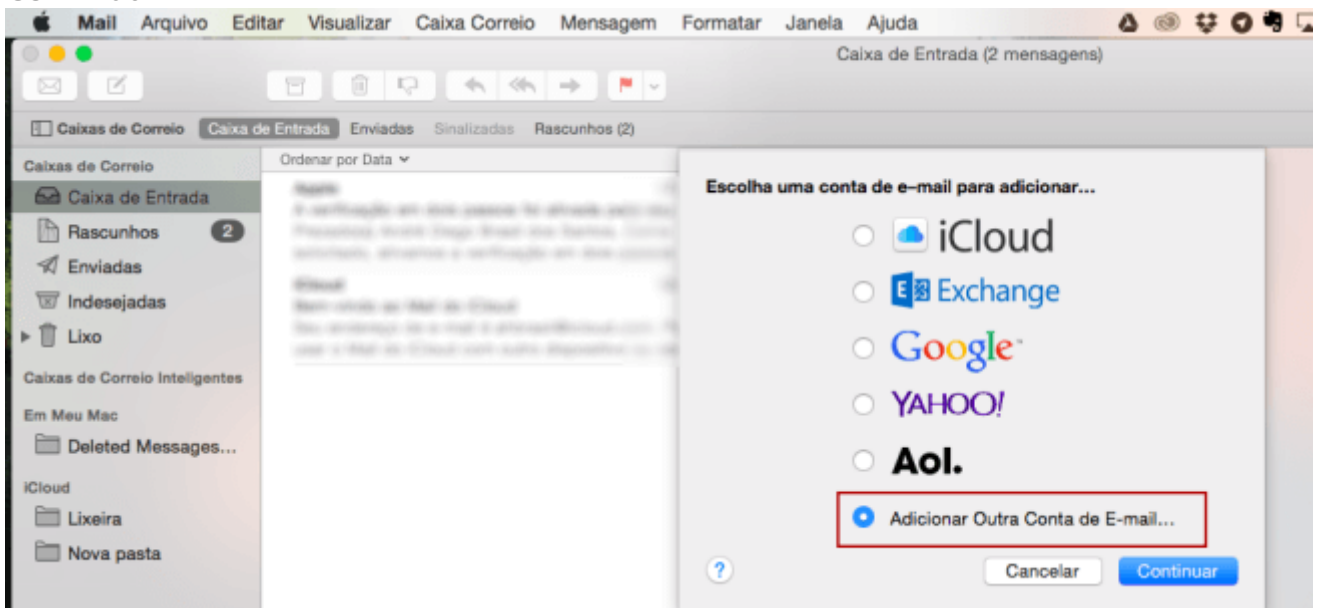 Mail Arquivo Editar Visualizar Caixa Correio Mensagem Formatar Janela Ajuda
Caixa de Entrada (2 mensagens)
Caixas de Correio Caixa de Entrada Enviadas Sinalizadas Rascunhos (2)
Caixas de Correio
Caixa de Entrada
Rascunhos 2
Enviadas
Indesejadas
Lixo
Caixas de Correio Inteligentes
Em Meu Mac
Deleted Messages...
iCloud
Lixeira
Nova pasta
Ordenar por Data
Escolha uma conta de e-mail para adicionar...
iCloud
Exchange
Google
YAHOO!
Aol.
Adicionar Outra Conta de E-mail...
? Cancelar Continuar